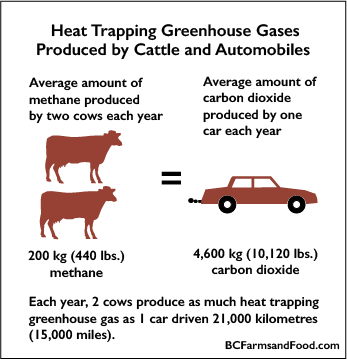 Heat Trapping Greenhouse Gases
Produced by Cattle and Automobiles
Average amount of
methane produced
by two cows each year
Average amount of
carbon dioxide
produced by one
car each year
=
200 kg (440 lbs.)
methane
4,600 kg (10,120 lbs.)
carbon dioxide
Each year, 2 cows produce as much heat trapping
greenhouse gas as 1 car driven 21,000 kilometres
(15,000 miles).
BCFarmsandFood.com